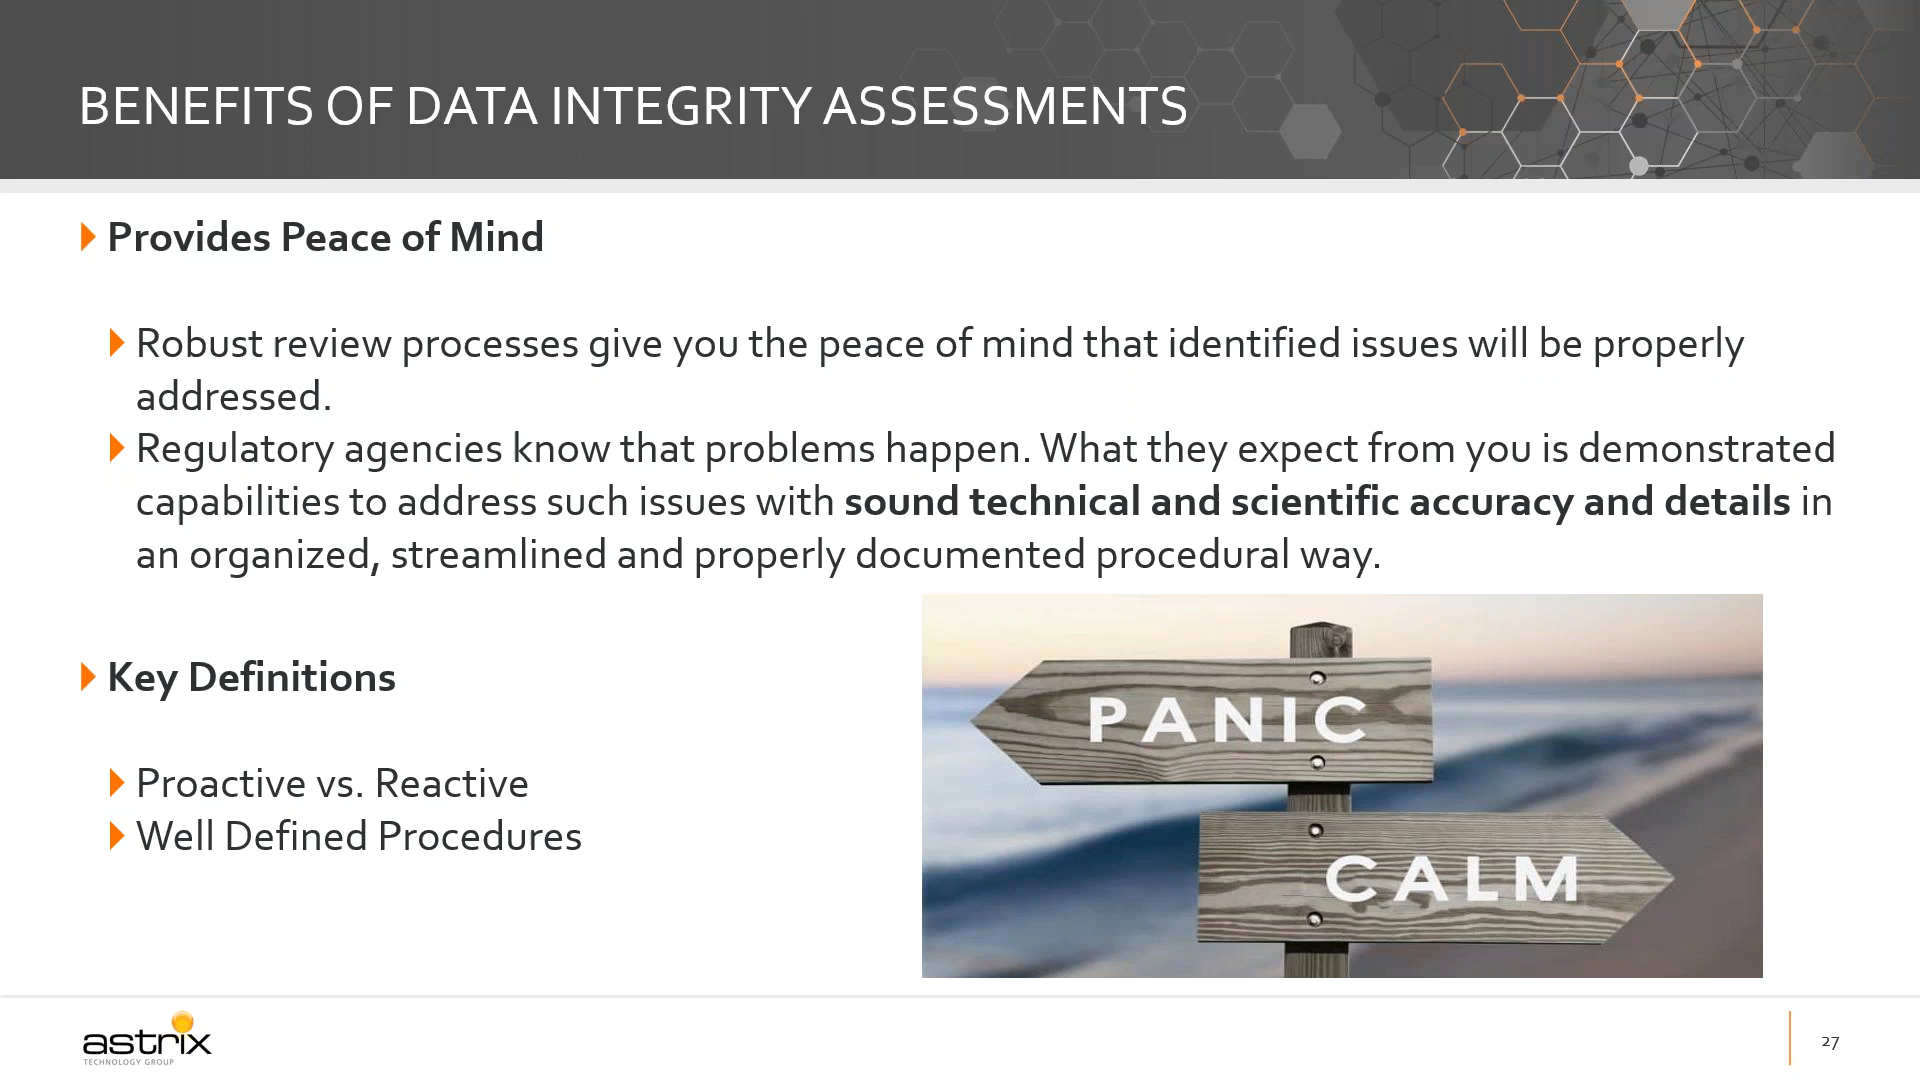 BENEFITS OF DATA INTEGRITY ASSESSMENTS
Provides Peace of Mind
Robust review processes give you the peace of mind that identified issues will be properly
addressed.
Regulatory agencies know that problems happen. What they expect from you is demonstrated
capabilities to address such issues with sound technical and scientific accuracy and details in
an organized, streamlined and properly documented procedural way.
Key Definitions
Proactive vs. Reactive
Well Defined Procedures
PANIC
CALM
astrix
TECHNOLOGY GROUP
27